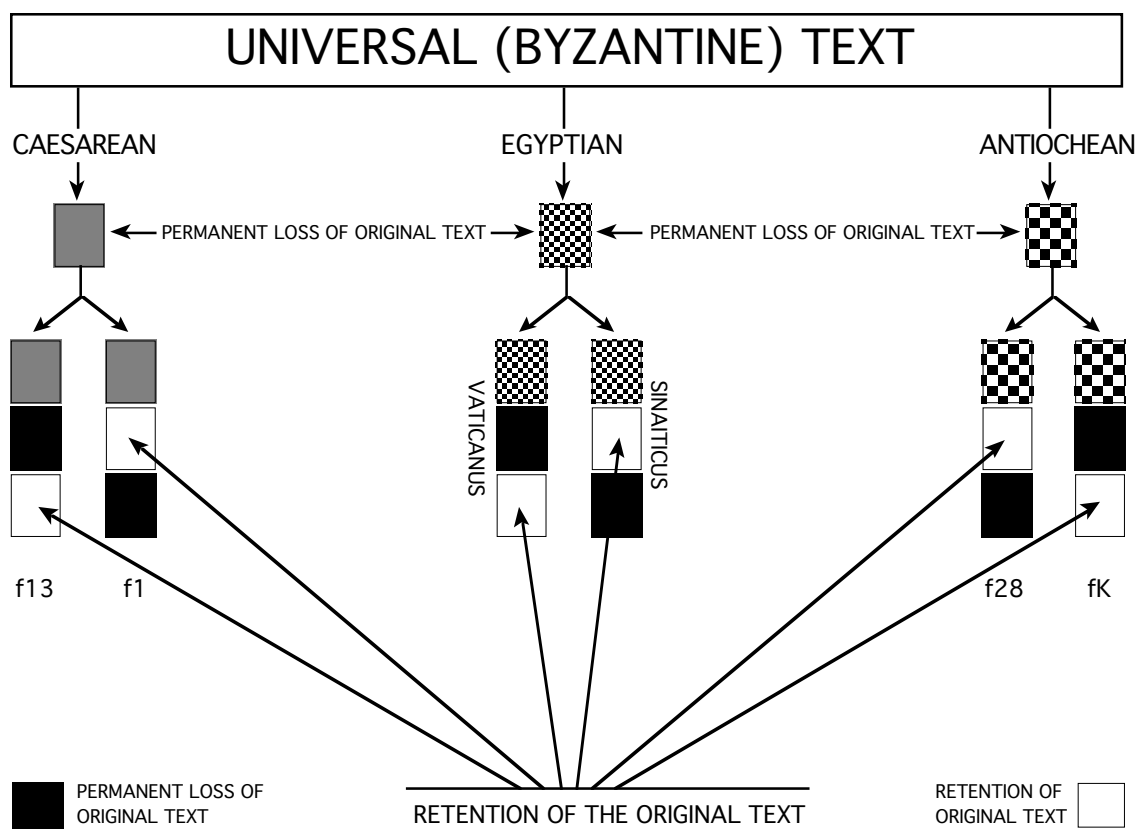 UNIVERSAL (BYZANTINE) TEXT
CAESAREAN
EGYPTIAN
ANTIOCHEAN
PERMANENT LOSS OF ORIGINAL TEXT
PERMANENT LOSS OF ORIGINAL TEXT
VATICANUS
SINAITICUS
f13
f1
f28
fK
PERMANENT LOSS OF
ORIGINAL TEXT
RETENTION OF THE ORIGINAL TEXT
RETENTION OF
ORIGINAL TEXT